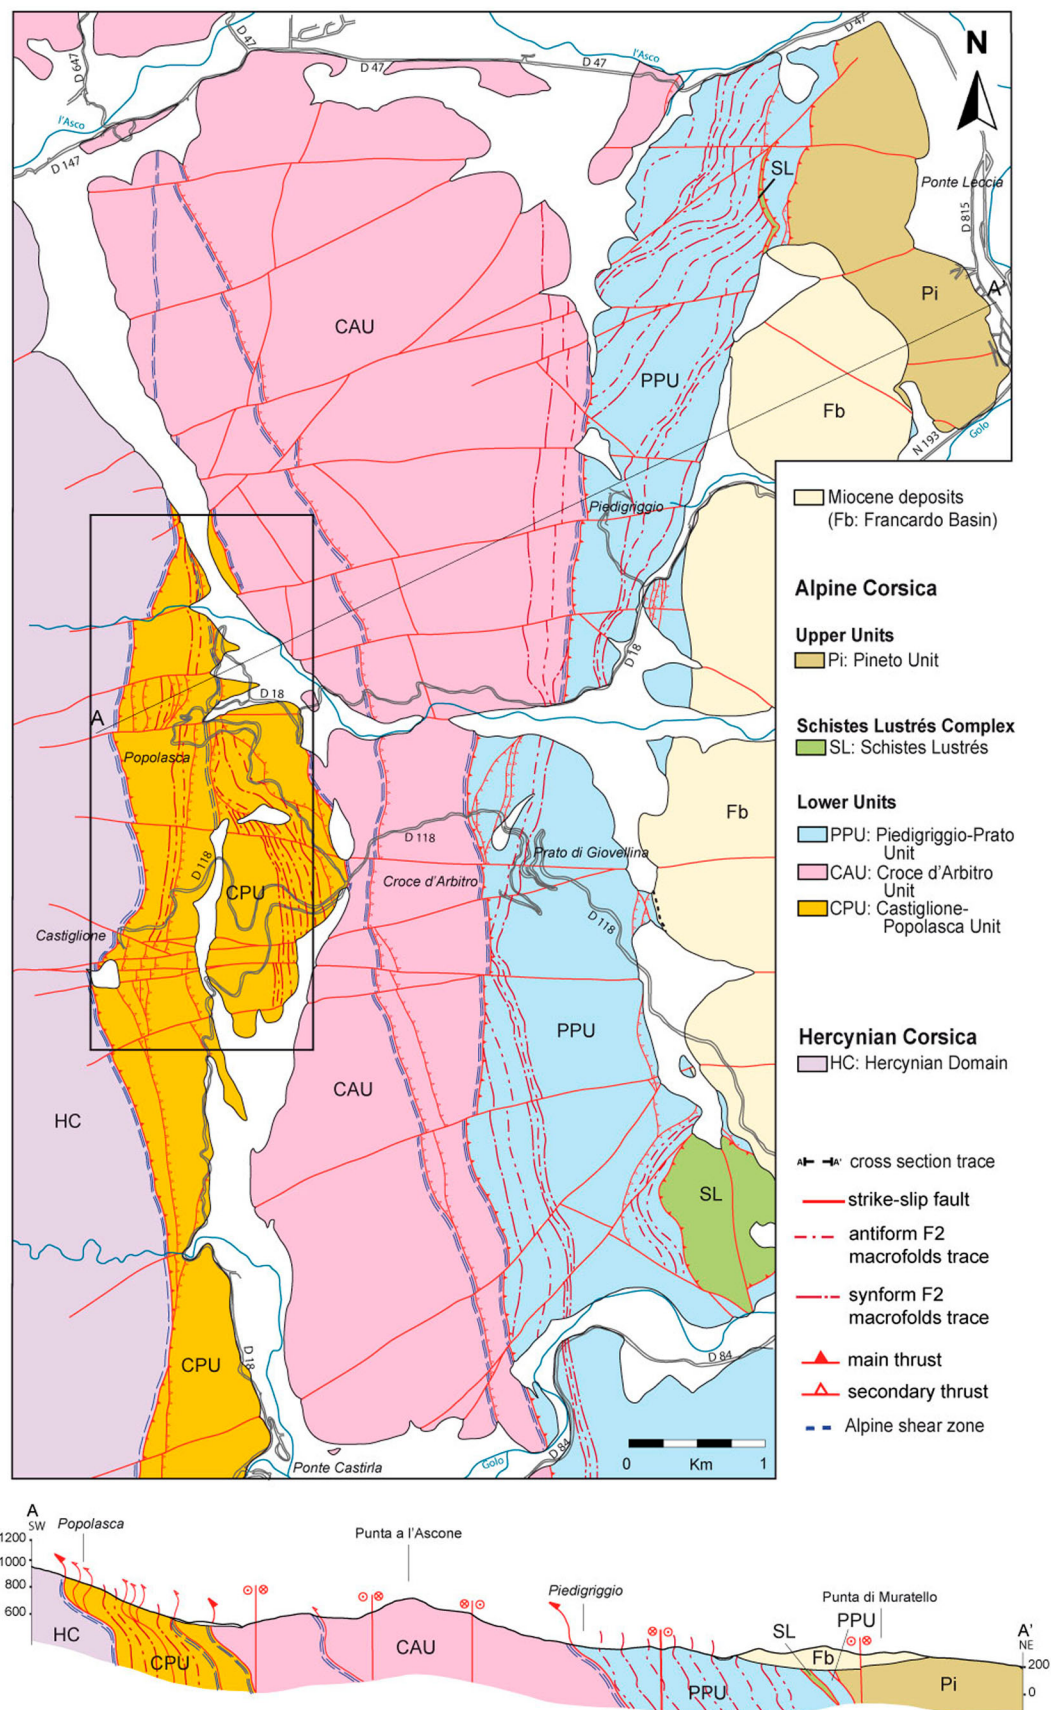 D 47
D 47
N
D 647
l'Asco
D 47
D 47
l'Asco
D 147
SL
Ponte Leccia
D 815
Pi
A'
CAU
PPU
Fb
N 193
Golo
Piedigriggio
Miocene deposits
(Fb: Francardo Basin)
Alpine Corsica
Upper Units
Pi: Pineto Unit
D 18
D 18
A
Popolasca
Schistes Lustrés Complex
SL: Schistes Lustrés
Lower Units
PPU: Piedigriggio-Prato
Unit
CAU: Croce d'Arbitro
Unit
CPU: Castiglione-
Popolasca Unit
Fb
D 118
Prato di Giovellina
D118
Croce d'Arbitro
CPU
D 118
Castiglione
PPU
Hercynian Corsica
HC: Hercynian Domain
CAU
HC
A A' cross section trace
SL
strike-slip fault
antiform F2
macrofolds trace
synform F2
macrofolds trace
CPU
D 18
D 84
main thrust
secondary thrust
Alpine shear zone
D 84
Golo
Ponte Castirla
0 Km 1
A
SW
Popolasca
Punta a l'Ascone
1200
1000
800
600
Piedigriggio
Punta di Muratello
SL
PPU
A'
NE
HC
CPU
CAU
PPU
Fb
Pi
200
0